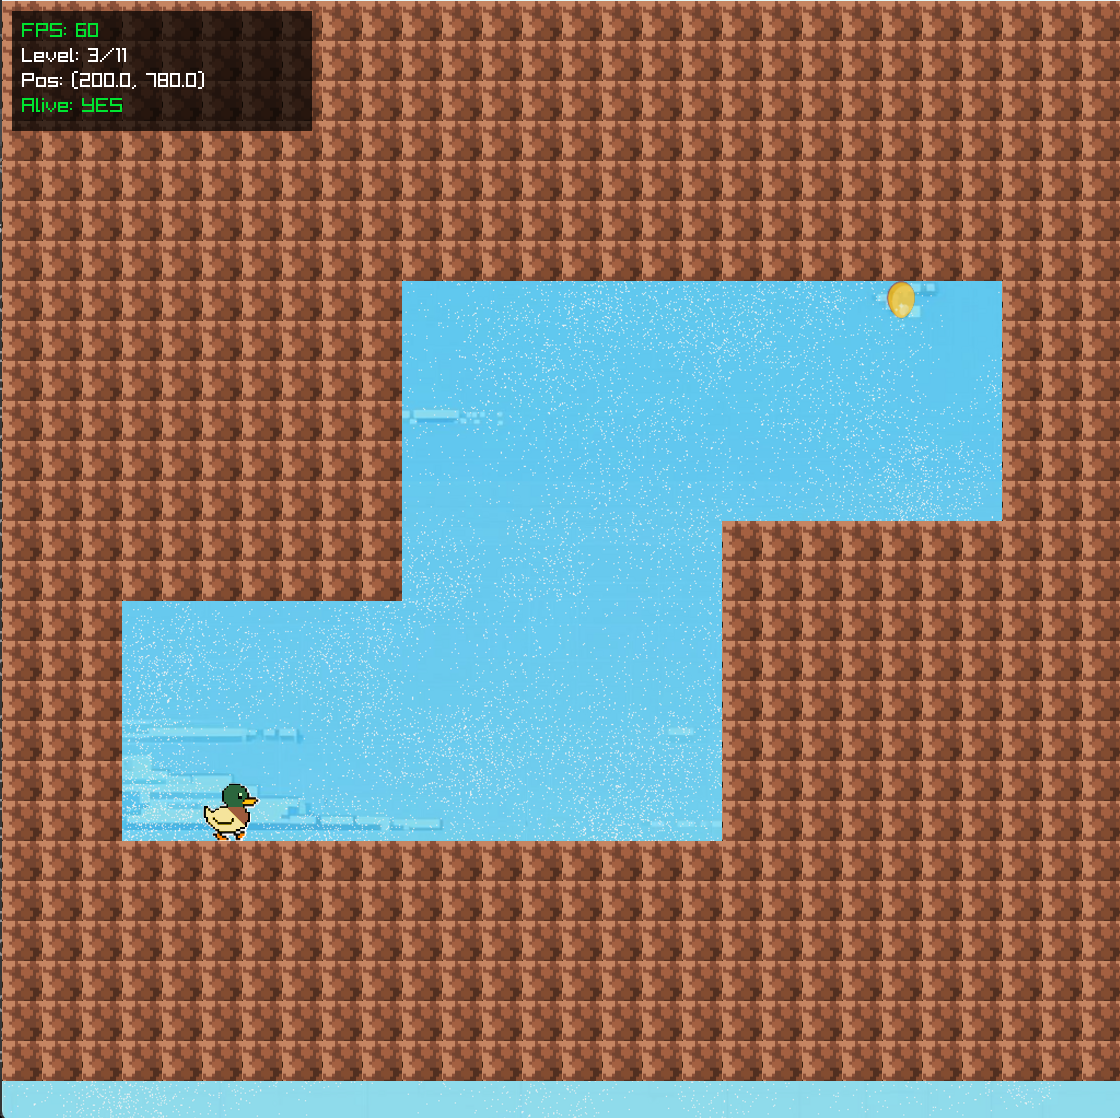 FPS: 60
Level: 3/11
Pos: (200.0, 780.0)
Alive: YES